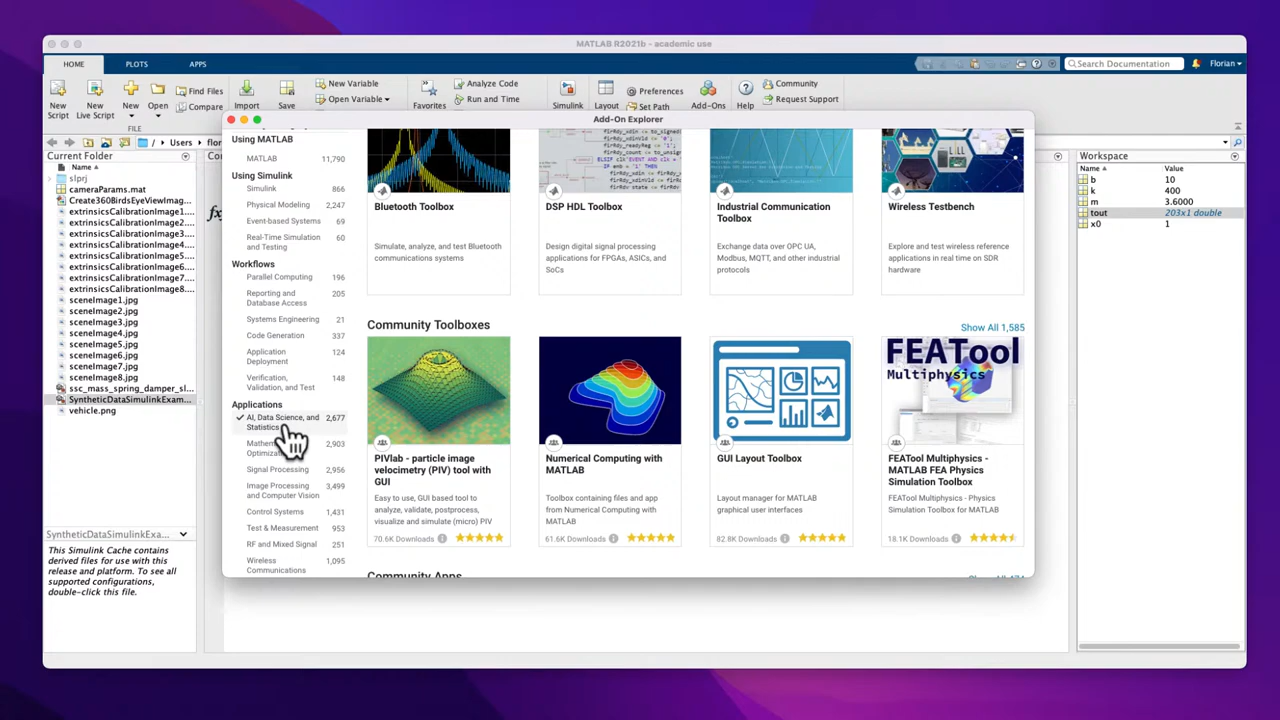 MATLAB R2021b - academic use
HOME
PLOTS
APPS
Search Documentation
Florian
New Script
New Live Script
New
Open
Find Files
Compare
Import
Save
New Variable
Open Variable
Favorites
Analyze Code
Run and Time
Simulink
Layout
Preferences
Set Path
Add-Ons
Help
Community
Request Support
FILE
/ Users
Current Folder
Name
slprj
cameraParams.mat
Create360BirdsEyeViewImag...
extrinsicsCalibrationImage1...
extrinsicsCalibrationImage2...
extrinsicsCalibrationImage3...
extrinsicsCalibrationImage4...
extrinsicsCalibrationImage5...
extrinsicsCalibrationImage6...
extrinsicsCalibrationImage7...
extrinsicsCalibrationImage8...
sceneImage1.jpg
sceneImage2.jpg
sceneImage3.jpg
sceneImage4.jpg
sceneImage5.jpg
sceneImage6.jpg
sceneImage7.jpg
sceneImage8.jpg
ssc_mass_spring_damper_sl...
SyntheticDataSimulinkExam...
vehicle.png
SyntheticDataSimulinkExa...
This Simulink Cache contains
derived files for use with this
release and platform. To see all
supported configurations,
double-click this file.
Add-On Explorer
Using MATLAB
MATLAB 11,790
Using Simulink
Simulink 866
Physical Modeling 2,247
Event-based Systems 69
Real-Time Simulation and Testing 60
Workflows
Parallel Computing 196
Reporting and Database Access 205
Systems Engineering 21
Code Generation 337
Application Deployment 124
Verification, Validation, and Test 148
Applications
AI, Data Science, and Statistics 2,677
2,903
Signal Processing 2,956
Image Processing and Computer Vision 3,499
Control Systems 1,431
Test & Measurement 953
RF and Mixed Signal 251
Wireless Communications 1,095
Bluetooth Toolbox
Simulate, analyze, and test Bluetooth
communications systems
DSP HDL Toolbox
Design digital signal processing
applications for FPGAs, ASICs, and
SoCs
Industrial Communication
Toolbox
Exchange data over OPC UA,
Modbus, MQTT, and other industrial
protocols
Wireless Testbench
Explore and test wireless reference
applications in real time on SDR
hardware
Community Toolboxes
Show All 1,585
PIVlab - particle image
velocimetry (PIV) tool with
GUI
Easy to use, GUI based tool to
analyze, validate, postprocess,
visualize and simulate (micro) PIV
70.6K Downloads
Numerical Computing with
MATLAB
Toolbox containing files and app
from Numerical Computing with
MATLAB
61.6K Downloads
GUI Layout Toolbox
Layout manager for MATLAB
graphical user interfaces
82.8K Downloads
FEATool
Multiphysics
FEATool Multiphysics -
MATLAB FEA Physics
Simulation Toolbox
FEATool Multiphysics - Physics
Simulation Toolbox for MATLAB
18.1K Downloads
Community Apps
Workspace
Name Value
b 10
k 400
m 3.6000
tout 203x1 double
x0 1